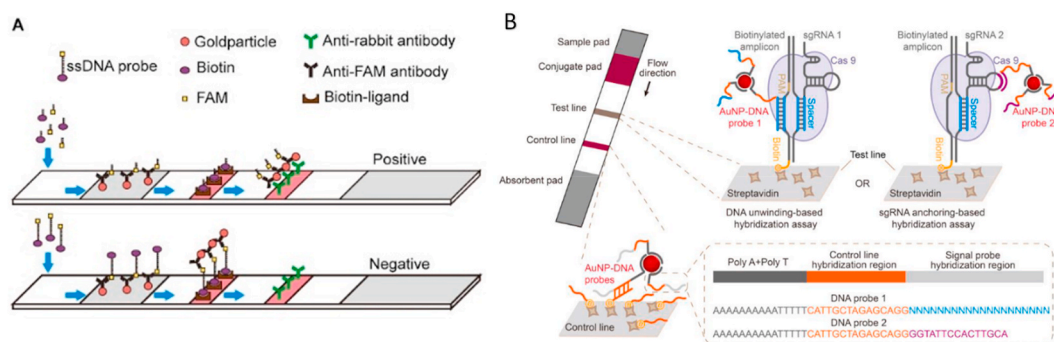 A
ssDNA probe
Goldparticle
Biotin
FAM
Anti-rabbit antibody
Anti-FAM antibody
Biotin-ligand
Positive
Negative
B
Sample pad
Conjugate pad
Test line
Control line
Absorbent pad
Flow
direction
Biotinylated
amplicon
sgRNA 1
Cas 9
PAM
Spacer
AuNP-DNA
probe 1
Biotin
Streptavidin
DNA unwinding-based
hybridization assay
Test line
OR
Biotinylated
amplicon
sgRNA 2
Cas 9
PAM
Spacer
AuNP-DNA
probe 2
Biotin
Streptavidin
sgRNA anchoring-based
hybridization assay
AuNP-DNA
probes
Control line
Poly A+Poly T
Control line
hybridization region
Signal probe
hybridization region
DNA probe 1
AAAAAAAAAATTTTTCATTGCTAGAGCAGGNNNNNNNNNNNNNNNNNNN
DNA probe 2
AAAAAAAAAATTTTTCATTGCTAGAGCAGGGGTATTCCACTTGCA